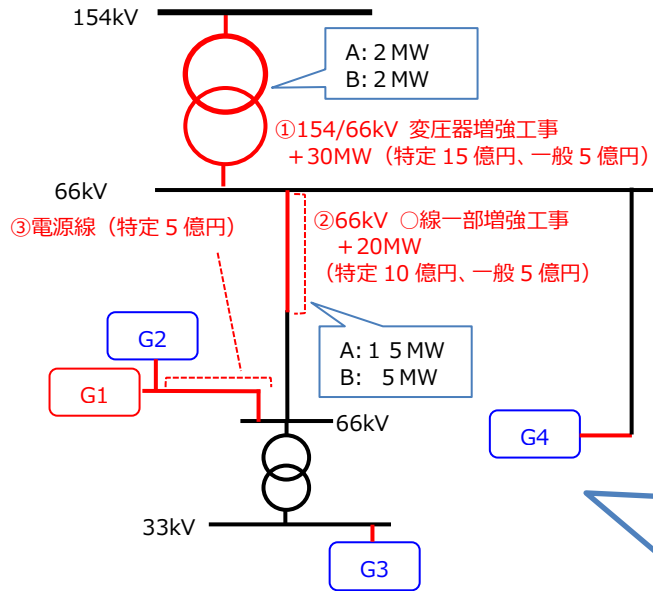 154kV
A: 2 MW
B: 2 MW
①154/66kV 変圧器増強工事
+30MW（特定 15 億円、一般 5 億円）
66kV
③電源線（特定 5 億円）
②66kV ○線一部増強工事
+20MW
（特定 10 億円、一般 5 億円）
A: 1 5 MW
B: 5 MW
G2
G1
66kV
G4
33kV
G3